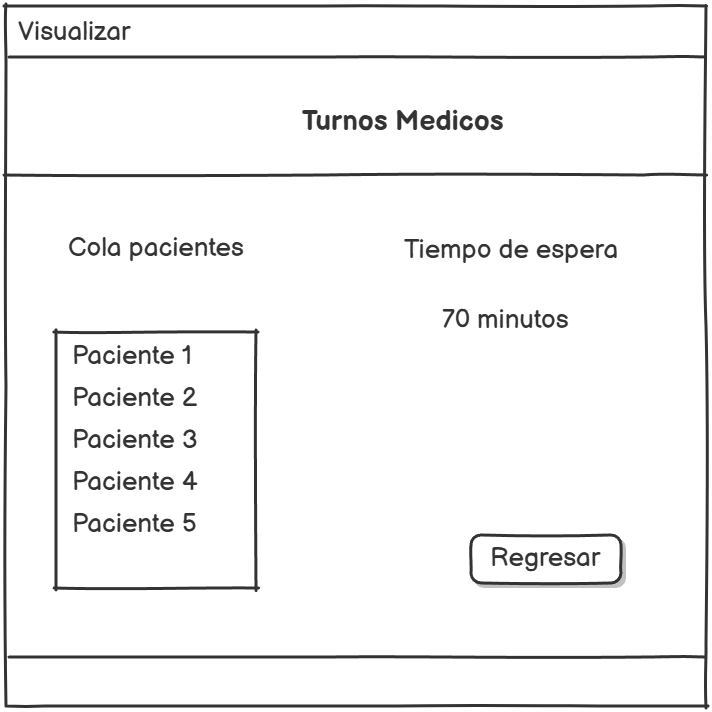 Visualizar
Turnos Medicos
Cola pacientes
Tiempo de espera
70 minutos
Paciente 1
Paciente 2
Paciente 3
Paciente 4
Paciente 5
Regresar